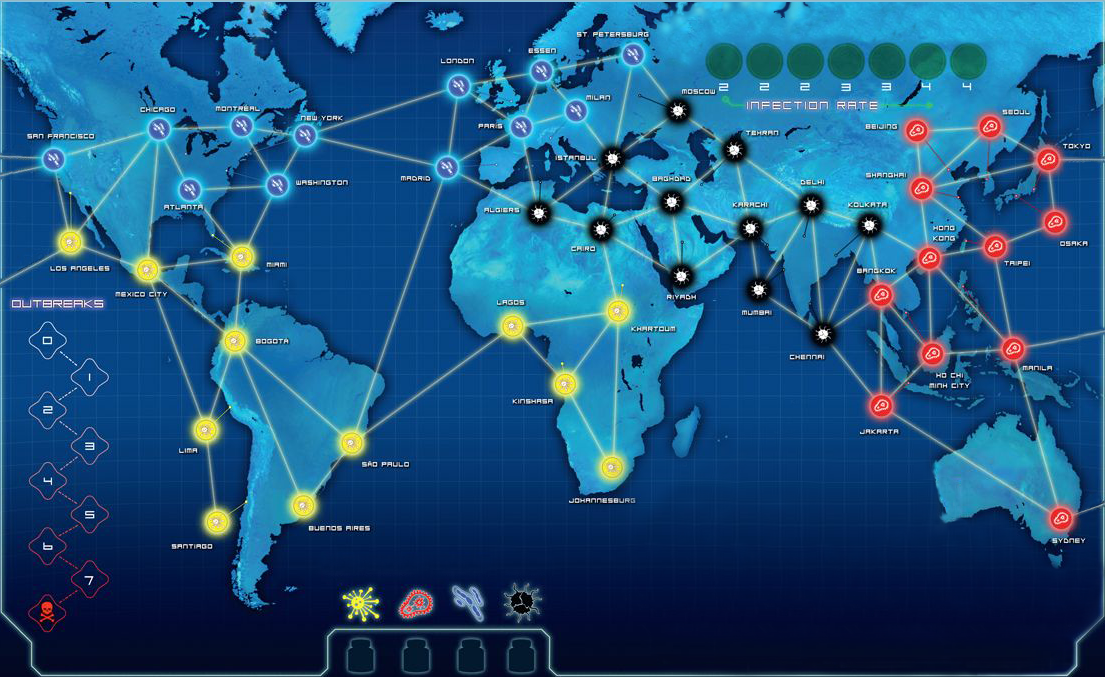 ST. PETERSBURG
ESSEN
LONDON
MOSCOW
2 2 2 3 3 4 4
INFECTION RATE
MILAN
CHICAGO
MONTRÉAL
NEW YORK
SAN FRANCISCO
PARIS
SEOUL
BEIJING
TEHRAN
TOKYO
ISTANBUL
MADRID
WASHINGTON
BAGHDAD
DELHI
SHANGHAI
ATLANTA
ALGIERS
KARACHI
KOLKATA
HONG
KONG
OSAKA
CAIRO
LOS ANGELES
MIAMI
TAIPEI
BANGKOK
MEXICO CITY
RIYADH
OUTBREAKS
LAGOS
MUMBAI
KHARTOUM
0
BOGOTÁ
CHENNAI
1
MANILA
HO CHI
MINH CITY
2
KINSHASA
JAKARTA
3
LIMA
SÃO PAULO
4
JOHANNESBURG
5
BUENOS AIRES
SANTIAGO
SYDNEY
6
7